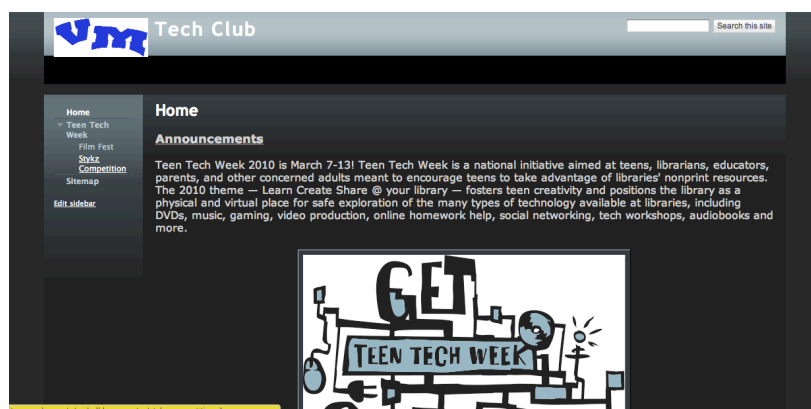 VM Tech Club
Search this site
Home
Teen Tech
Week
Film Fest
Stykz
Competition
Sitemap
Edit sidebar
Home
Announcements
Teen Tech Week 2010 is March 7-13! Teen Tech Week is a national initiative aimed at teens, librarians, educators,
parents, and other concerned adults meant to encourage teens to take advantage of libraries' nonprint resources.
The 2010 theme — Learn Create Share @ your library — fosters teen creativity and positions the library as a
physical and virtual place for safe exploration of the many types of technology available at libraries, including
DVDs, music, gaming, video production, online homework help, social networking, tech workshops, audiobooks and
more.
GET
TEEN TECH WEEK